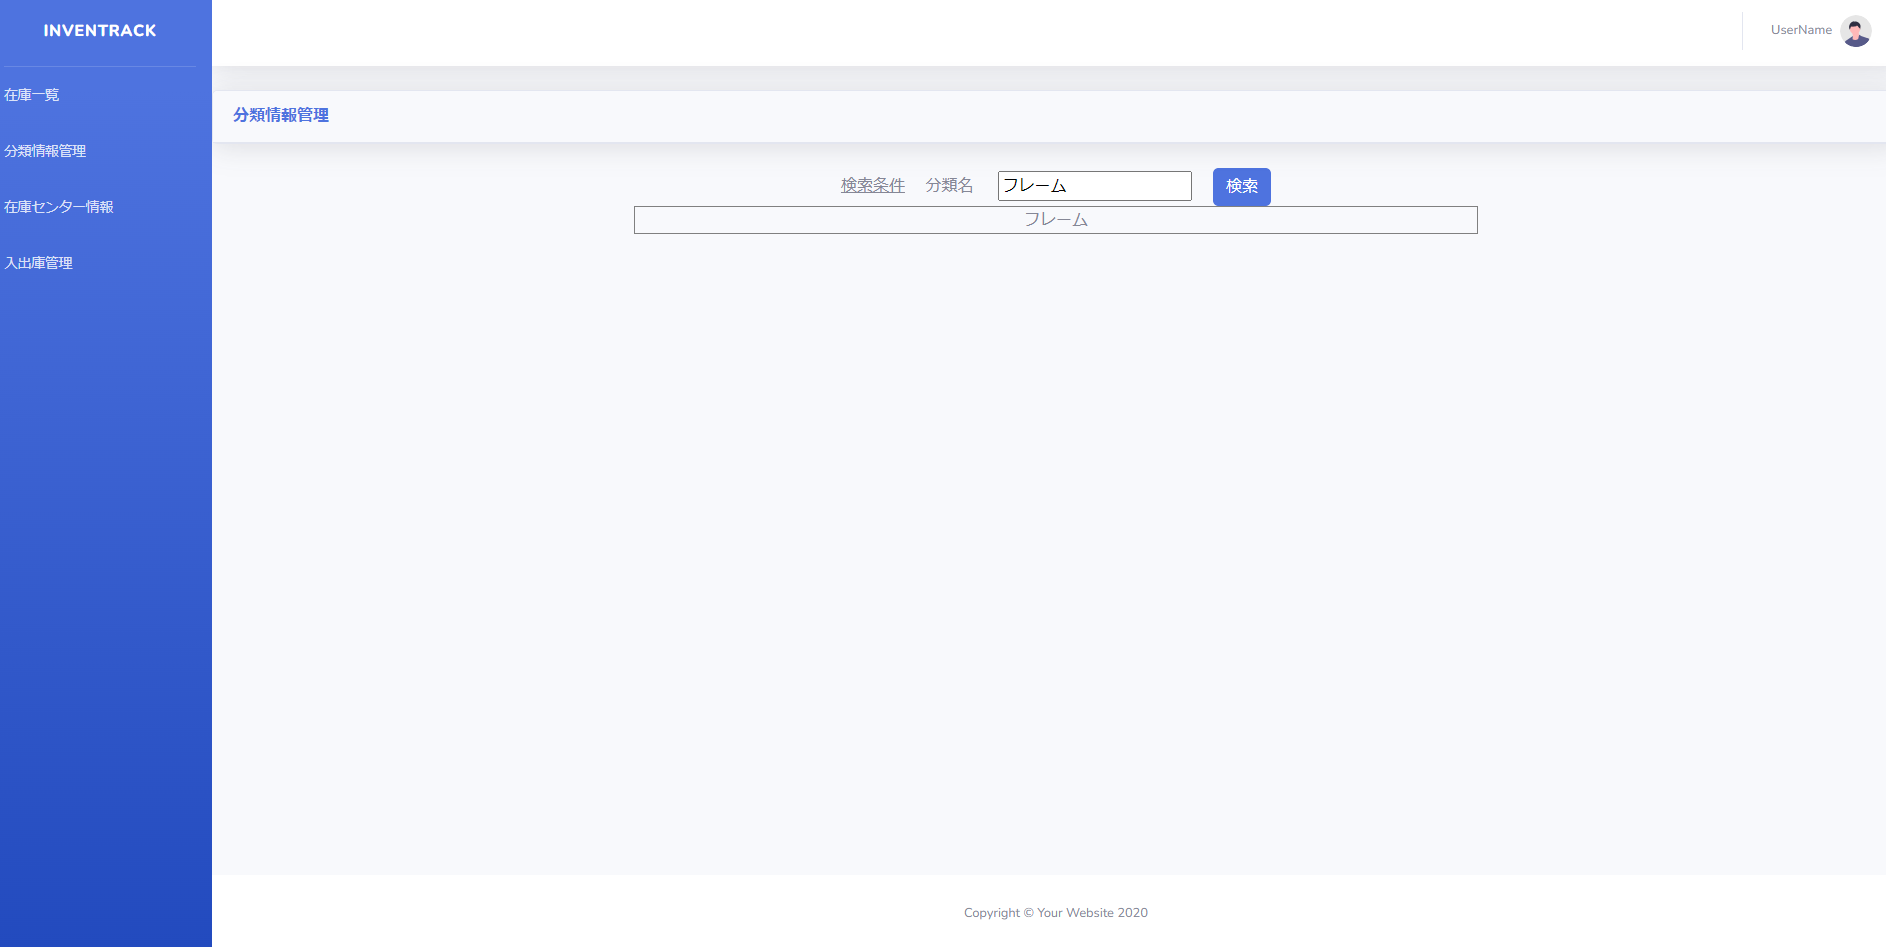 INVENTRACK
UserName
在庫一覧
分類情報管理
在庫センター情報
入出庫管理
分類情報管理
検索条件 分類名 フレーム 検索
フレーム
Copyright © Your Website 2020